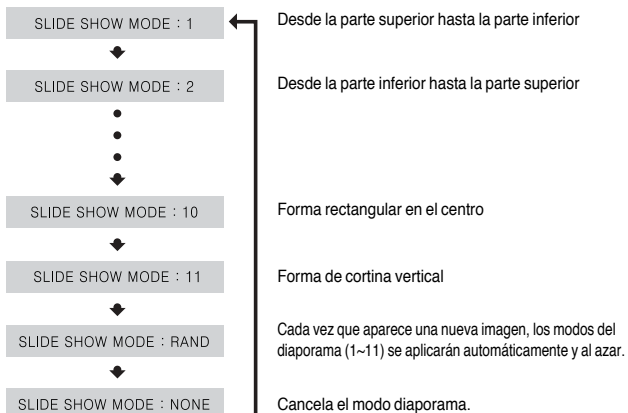 SLIDE SHOW MODE : 1
Desde la parte superior hasta la parte inferior
SLIDE SHOW MODE : 2
Desde la parte inferior hasta la parte superior
SLIDE SHOW MODE : 10
Forma rectangular en el centro
SLIDE SHOW MODE : 11
Forma de cortina vertical
SLIDE SHOW MODE : RAND
Cada vez que aparece una nueva imagen, los modos del
diaporama (1~11) se aplicarán automáticamente y al azar.
SLIDE SHOW MODE : NONE
Cancela el modo diaporama.